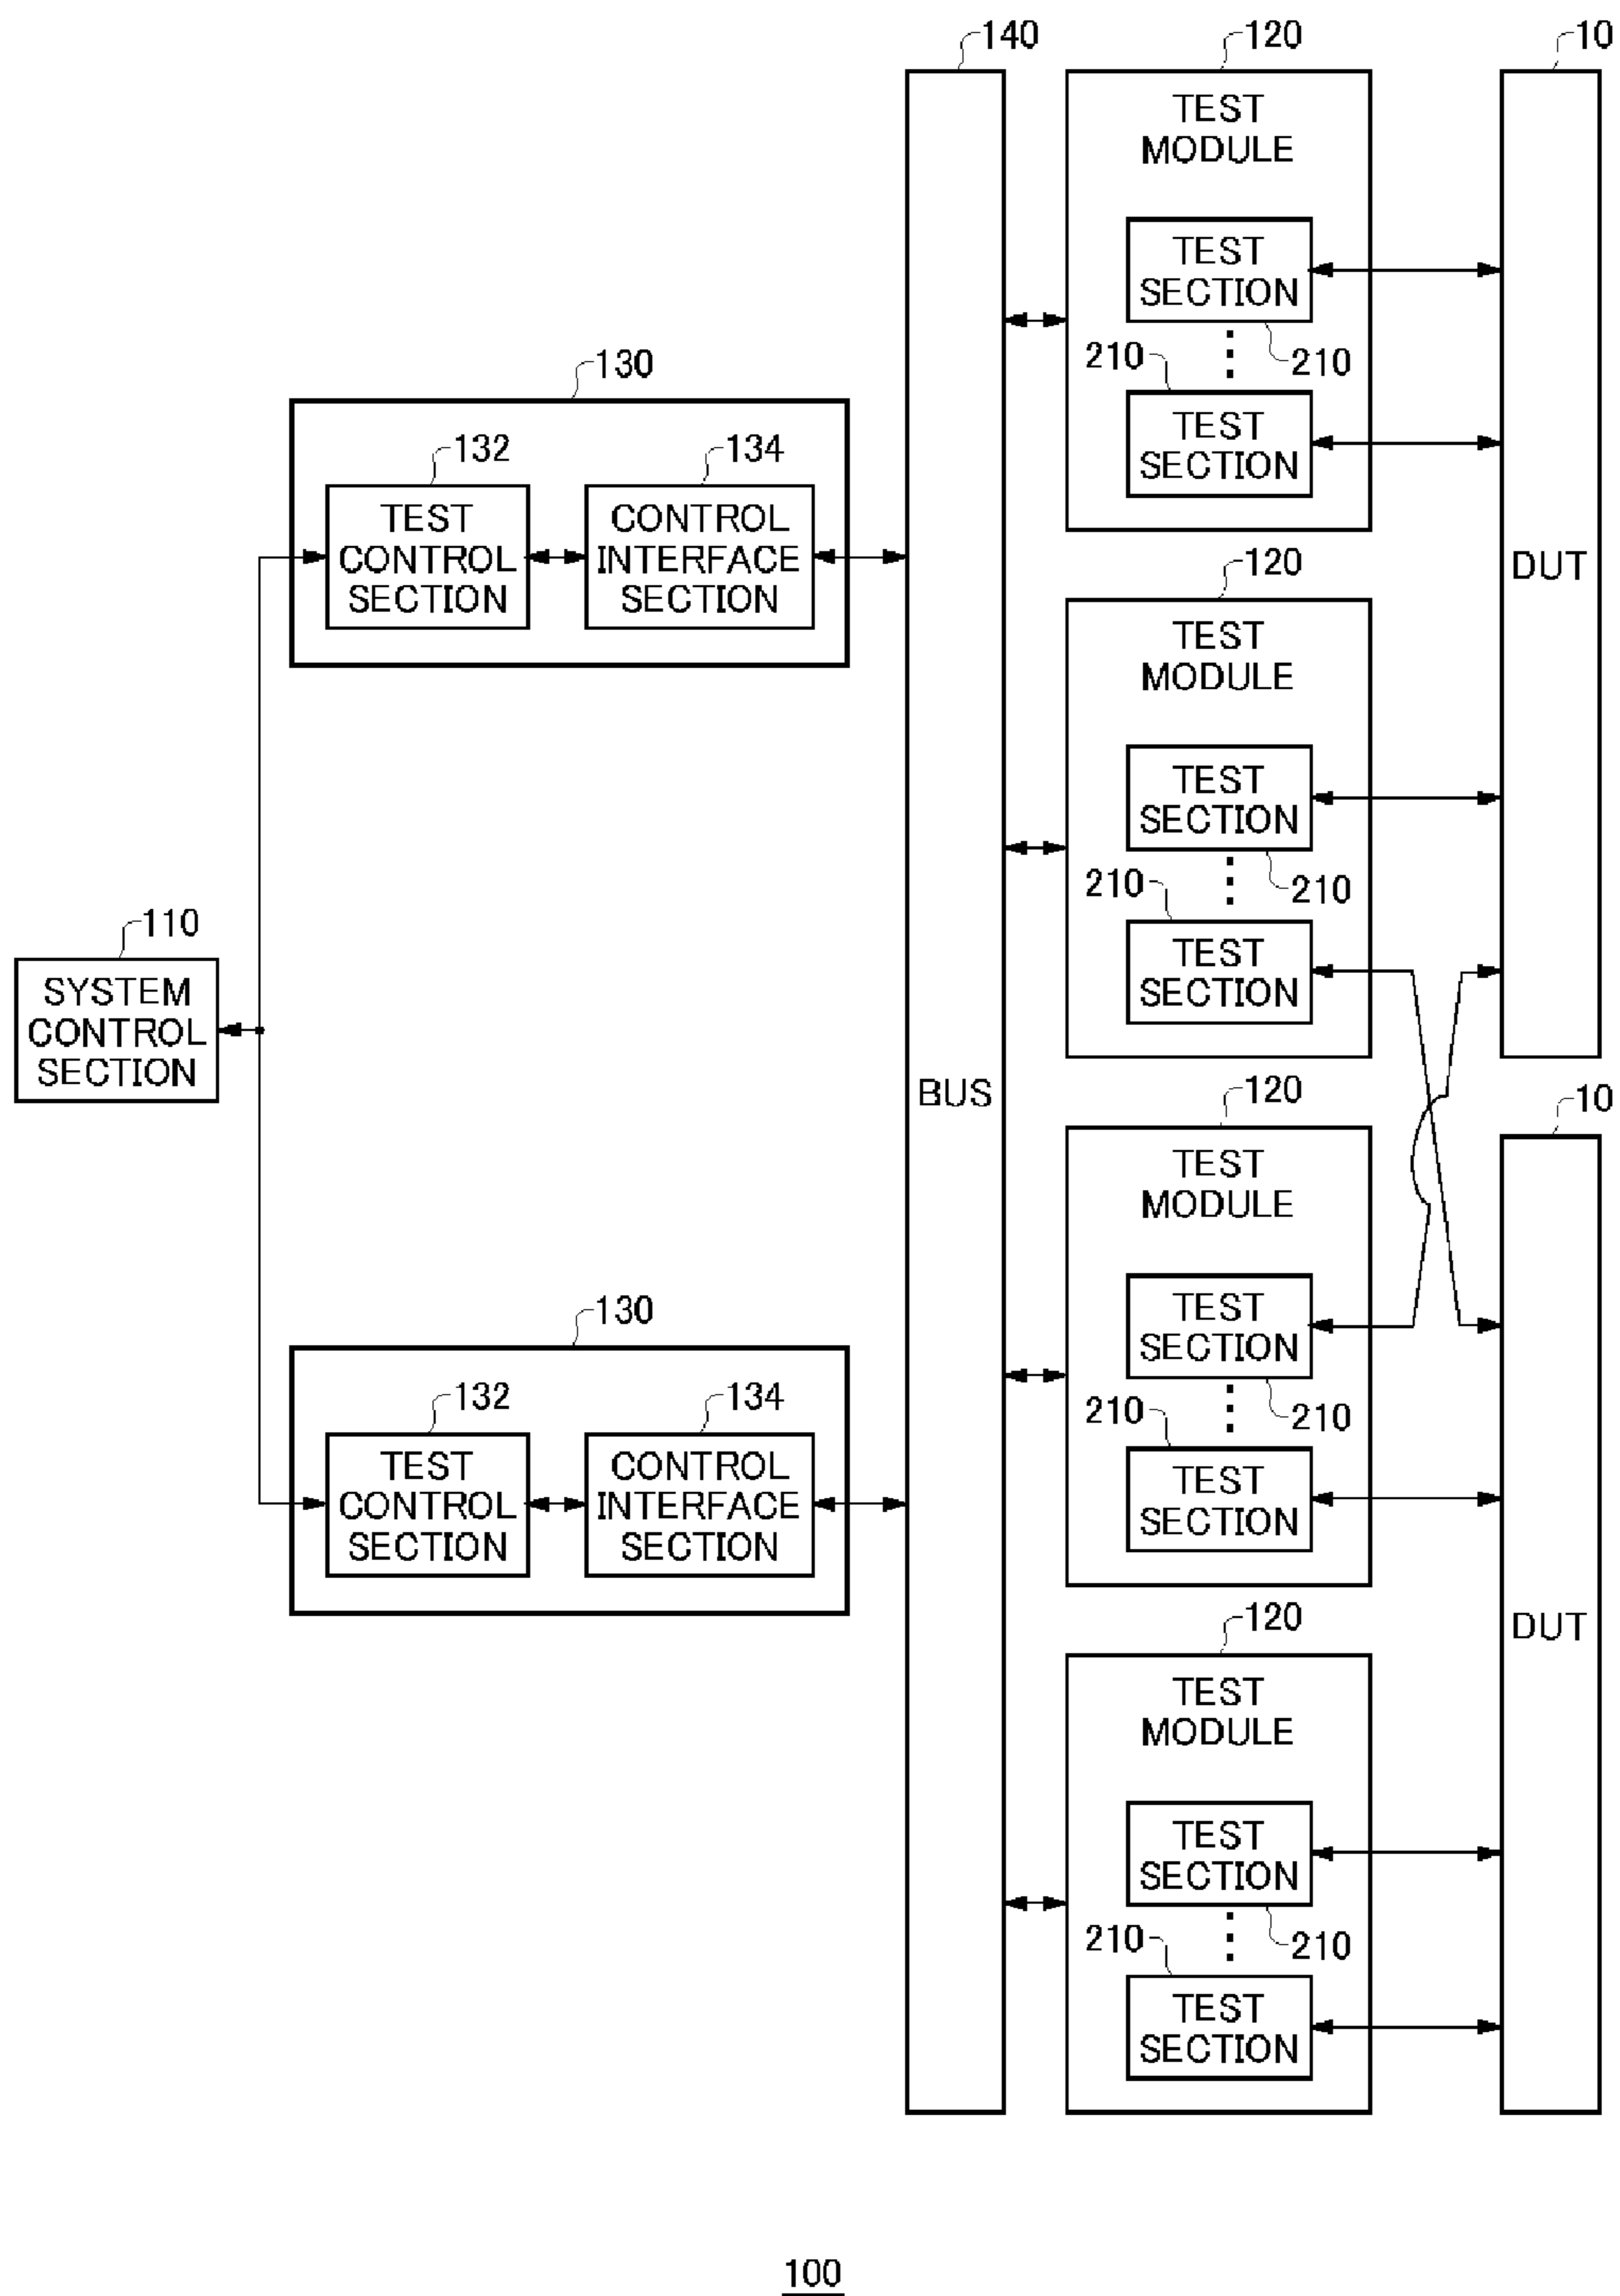 140
120
10
TEST
MODULE
TEST
SECTION
210
210
TEST
SECTION
130
132
134
TEST
CONTROL
SECTION
CONTROL
INTERFACE
SECTION
DUT
120
TEST
MODULE
TEST
SECTION
210
210
TEST
SECTION
110
SYSTEM
CONTROL
SECTION
BUS
120
10
TEST
MODULE
TEST
SECTION
210
210
TEST
SECTION
130
132
134
TEST
CONTROL
SECTION
CONTROL
INTERFACE
SECTION
DUT
120
TEST
MODULE
TEST
SECTION
210
210
TEST
SECTION
100